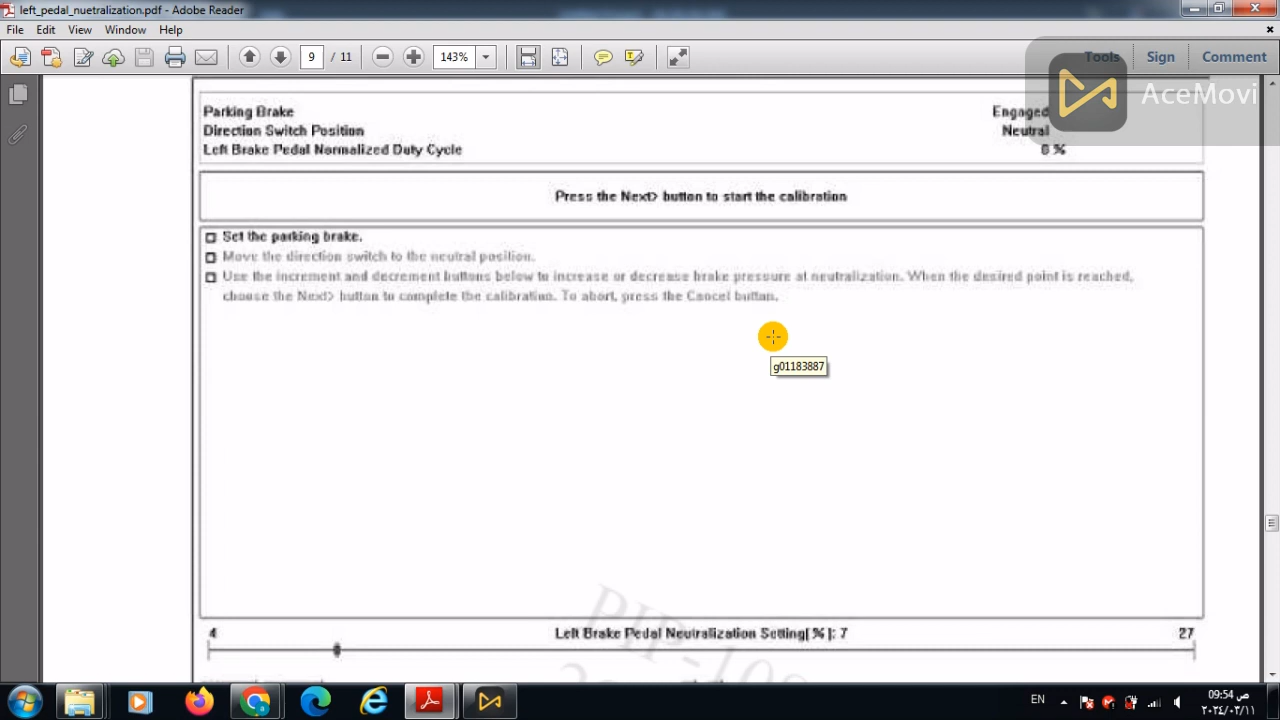 left_pedal_nuetralization.pdf - Adobe Reader
File Edit View Window Help
9 / 11 143% Tools Sign Comment
AceMovi
Parking Brake Engaged
Direction Switch Position Neutral
Left Brake Pedal Normalized Duty Cycle 0 %
Press the Next> button to start the calibration
Set the parking brake.
Move the direction switch to the neutral position.
Use the increment and decrement buttons below to increase or decrease brake pressure at neutralization. When the desired point is reached,
choose the Next> button to complete the calibration. To abort, press the Cancel button.
g01183887
4 Left Brake Pedal Neutralization Setting[%]: 7 27
EN 09:54 ص
٢٠٢٤/٠٣/١١